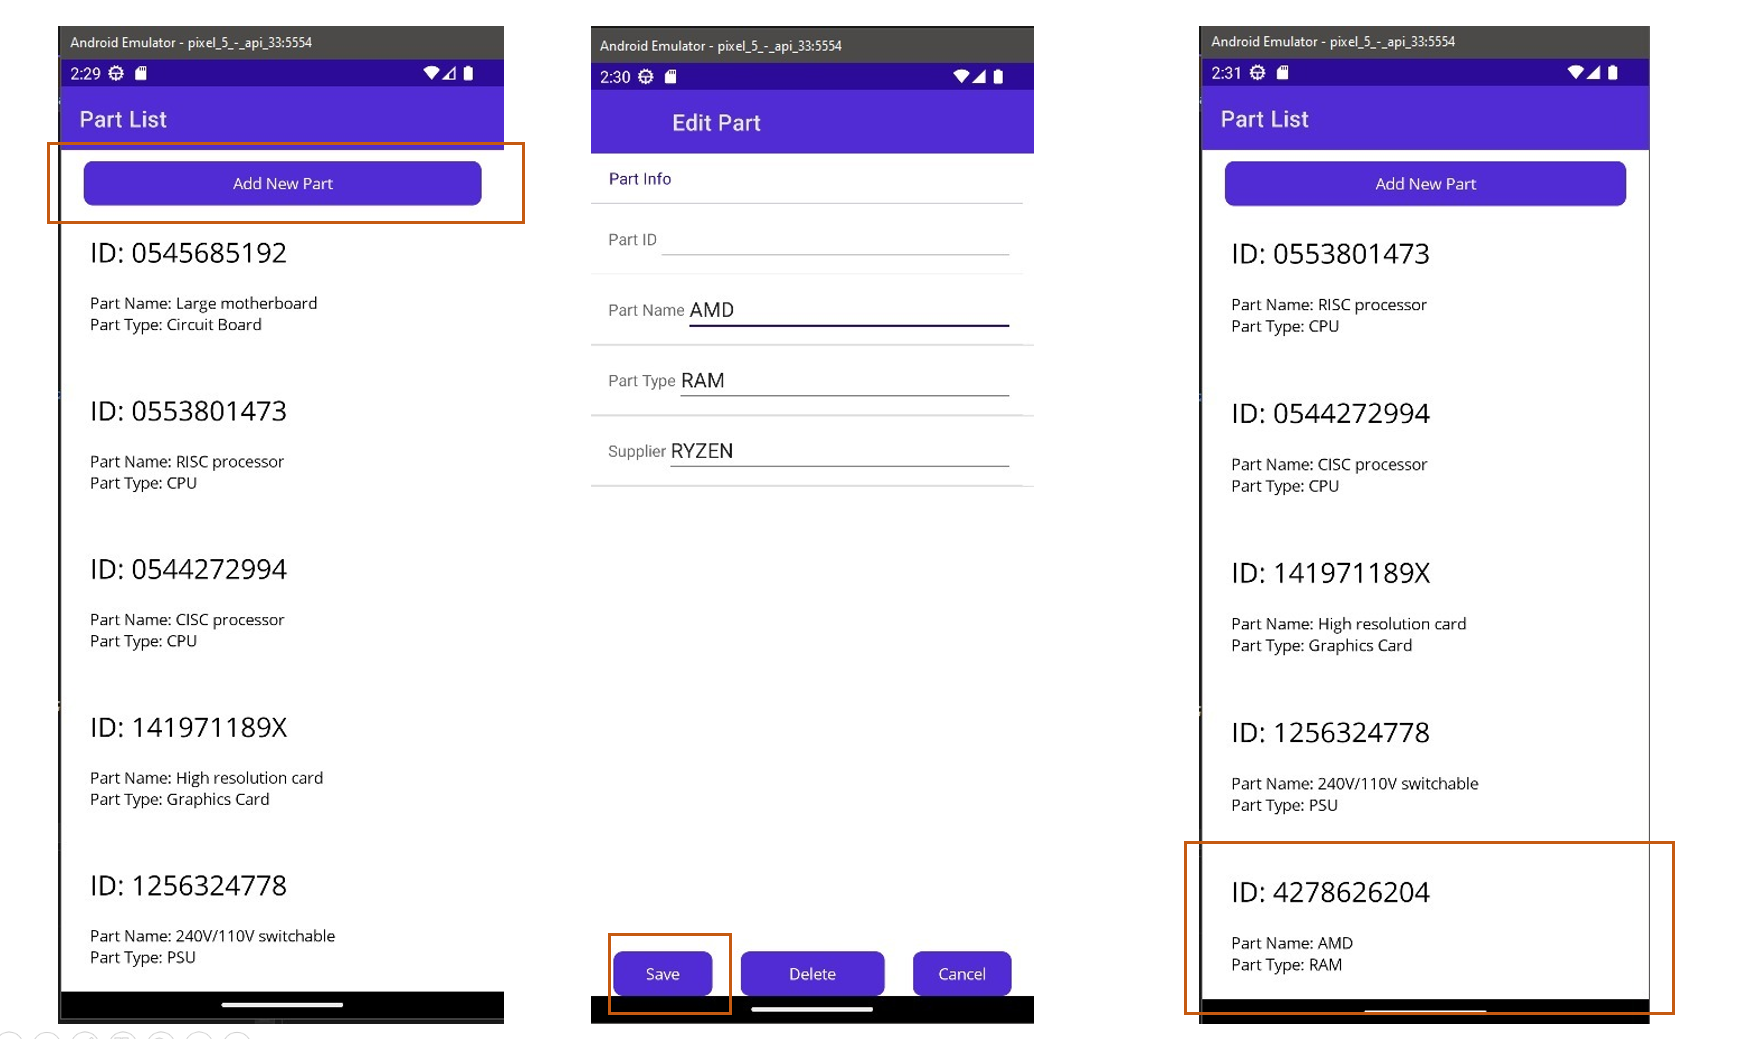 Android Emulator - pixel_5_-_api_33:5554
2:29
Part List
Add New Part
ID: 0545685192
Part Name: Large motherboard
Part Type: Circuit Board
ID: 0553801473
Part Name: RISC processor
Part Type: CPU
ID: 0544272994
Part Name: CISC processor
Part Type: CPU
ID: 141971189X
Part Name: High resolution card
Part Type: Graphics Card
ID: 1256324778
Part Name: 240V/110V switchable
Part Type: PSU
Android Emulator - pixel_5_-_api_33:5554
2:30
Edit Part
Part Info
Part ID
Part Name AMD
Part Type RAM
Supplier RYZEN
Save Delete Cancel
Android Emulator - pixel_5_-_api_33:5554
2:31
Part List
Add New Part
ID: 0553801473
Part Name: RISC processor
Part Type: CPU
ID: 0544272994
Part Name: CISC processor
Part Type: CPU
ID: 141971189X
Part Name: High resolution card
Part Type: Graphics Card
ID: 1256324778
Part Name: 240V/110V switchable
Part Type: PSU
ID: 4278626204
Part Name: AMD
Part Type: RAM